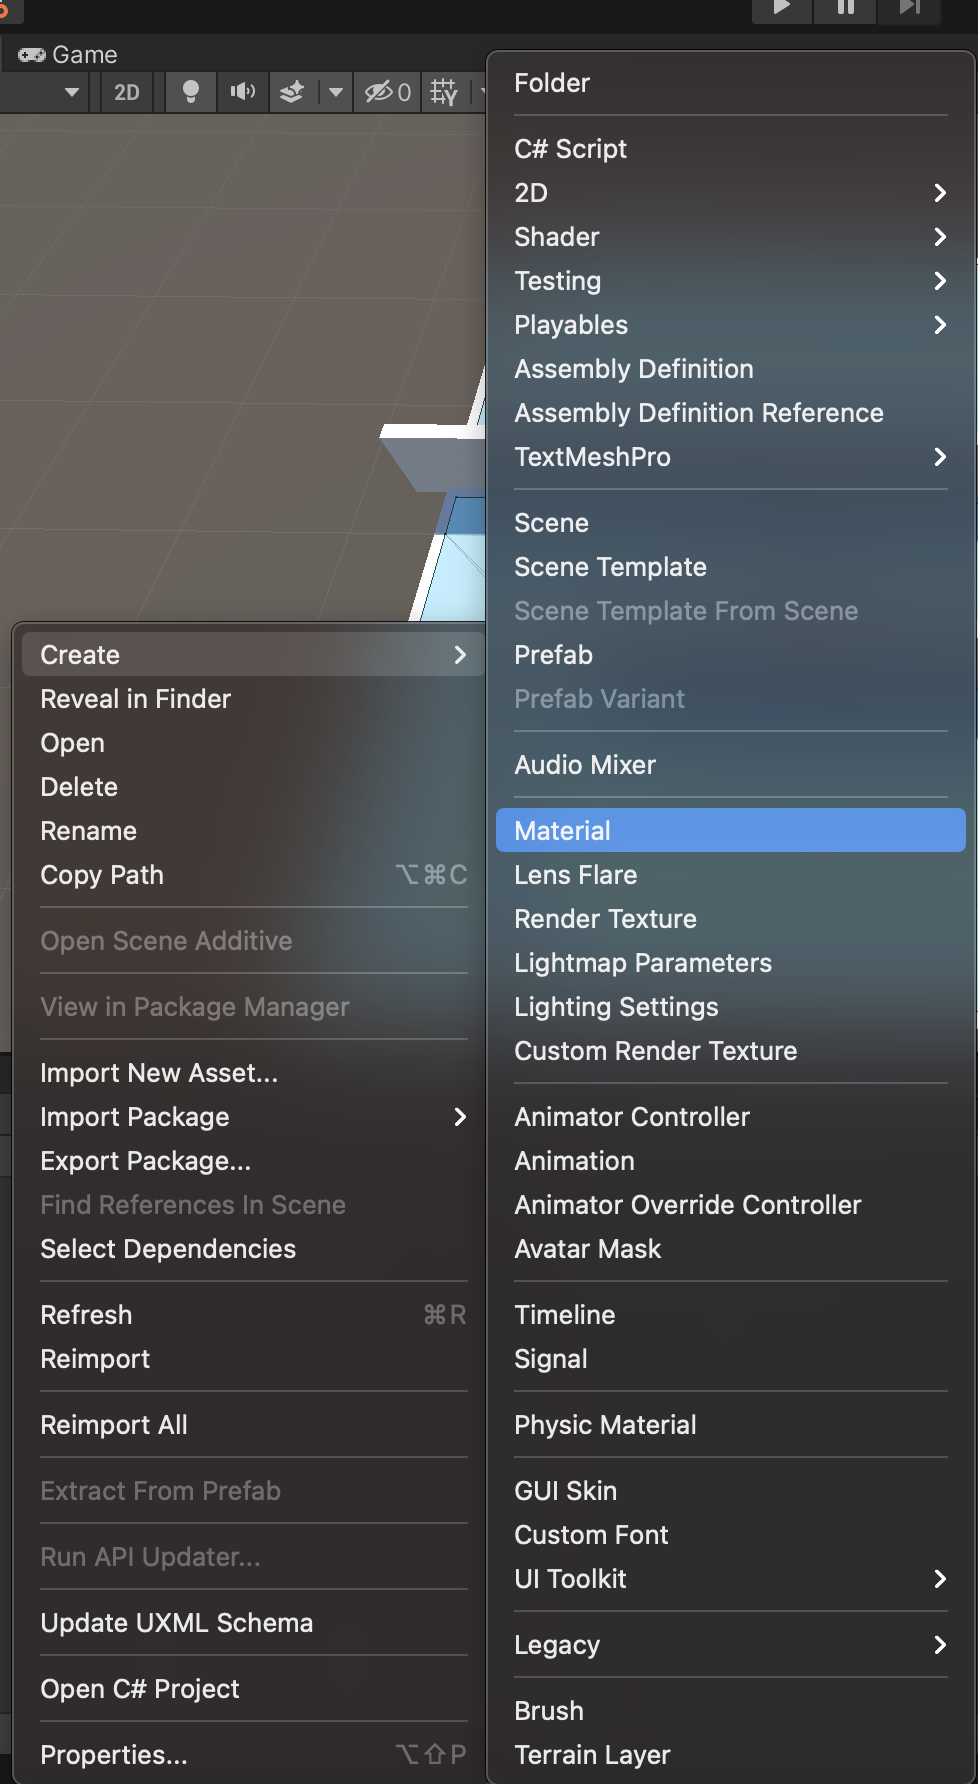 Game
2D
0
Folder
C# Script
2D
Shader
Testing
Playables
Assembly Definition
Assembly Definition Reference
TextMeshPro
Scene
Scene Template
Scene Template From Scene
Prefab
Prefab Variant
Audio Mixer
Material
Lens Flare
Render Texture
Lightmap Parameters
Lighting Settings
Custom Render Texture
Animator Controller
Animation
Animator Override Controller
Avatar Mask
Timeline
Signal
Physic Material
GUI Skin
Custom Font
UI Toolkit
Legacy
Brush
Terrain Layer
Create
Reveal in Finder
Open
Delete
Rename
Copy Path ⌥⌘C
Open Scene Additive
View in Package Manager
Import New Asset...
Import Package
Export Package...
Find References In Scene
Select Dependencies
Refresh ⌘R
Reimport
Reimport All
Extract From Prefab
Run API Updater...
Update UXML Schema
Open C# Project
Properties... ⌥⇧P